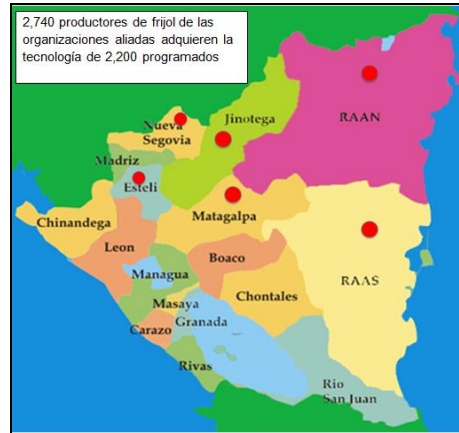 2,740 productores de frijol de las
organizaciones aliadas adquieren la
tecnología de 2,200 programados
RAAN
Jinotega
Nueva
Segovia
Madriz
Esteli
Chinandega
Matagalpa
Leon
Boaco
RAAS
Managua
Chontales
Masaya
Granada
Carazo
Rivas
Rio
San Juan